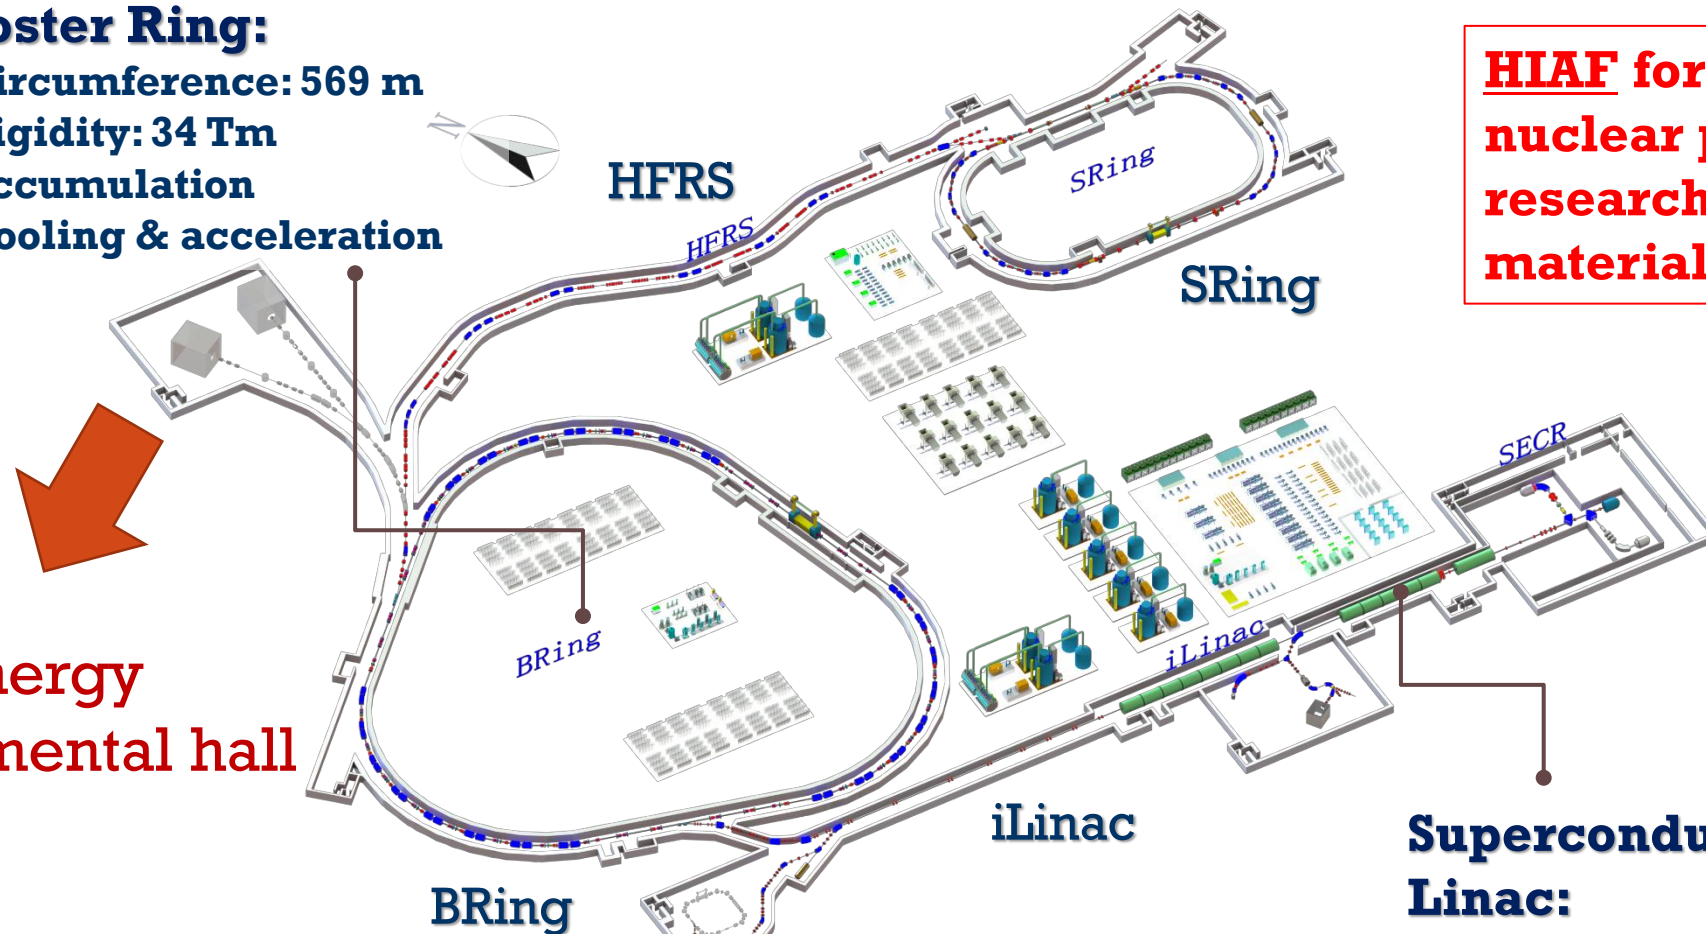 oster Ring:
ircumference: 569 m
igidity: 34 Tm
ccumulation
ooling & acceleration
N
HFRS
HFRS
SRing
SRing
HIAF for
nuclear p
research
material
SECR
BRing
iLinac
nergy
mental hall
iLinac
BRing
Supercondu
Linac: